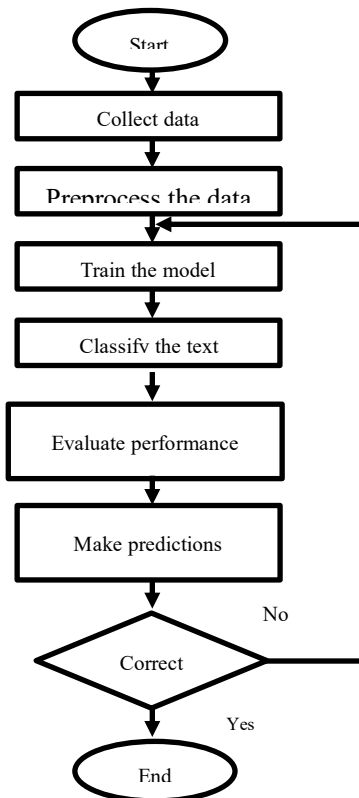 Start
Collect data
Preprocess the data
Train the model
Classify the text
Evaluate performance
Make predictions
No
Correct
Yes
End